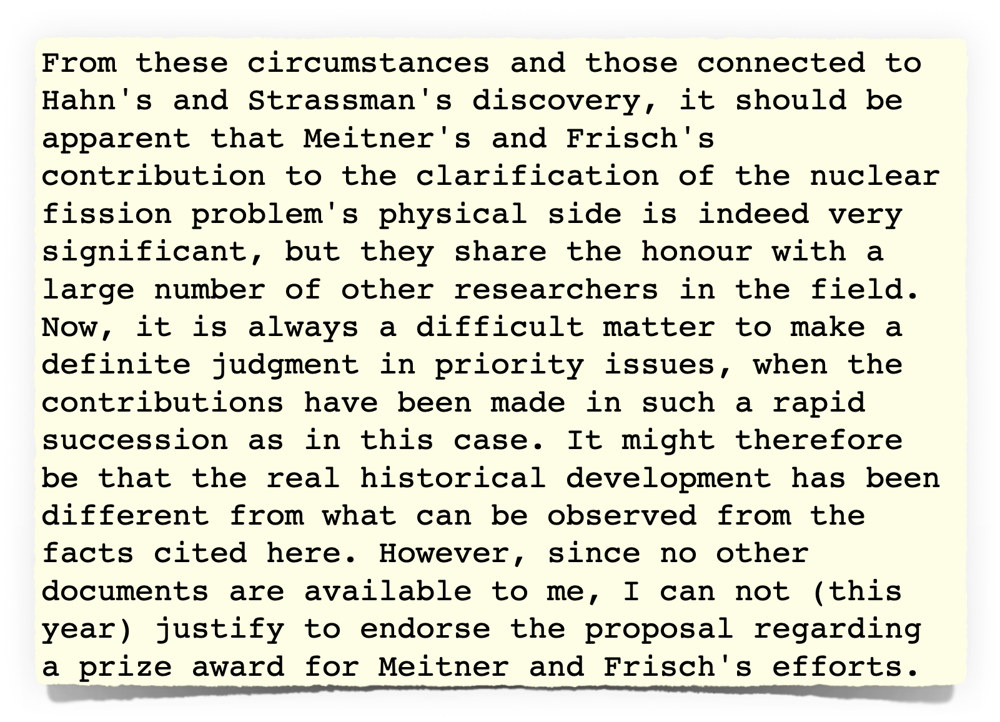 From these circumstances and those connected to
Hahn's and Strassman's discovery, it should be
apparent that Meitner's and Frisch's
contribution to the clarification of the nuclear
fission problem's physical side is indeed very
significant, but they share the honour with a
large number of other researchers in the field.
Now, it is always a difficult matter to make a
definite judgment in priority issues, when the
contributions have been made in such a rapid
succession as in this case. It might therefore
be that the real historical development has been
different from what can be observed from the
facts cited here. However, since no other
documents are available to me, I can not (this
year) justify to endorse the proposal regarding
a prize award for Meitner and Frisch's efforts.